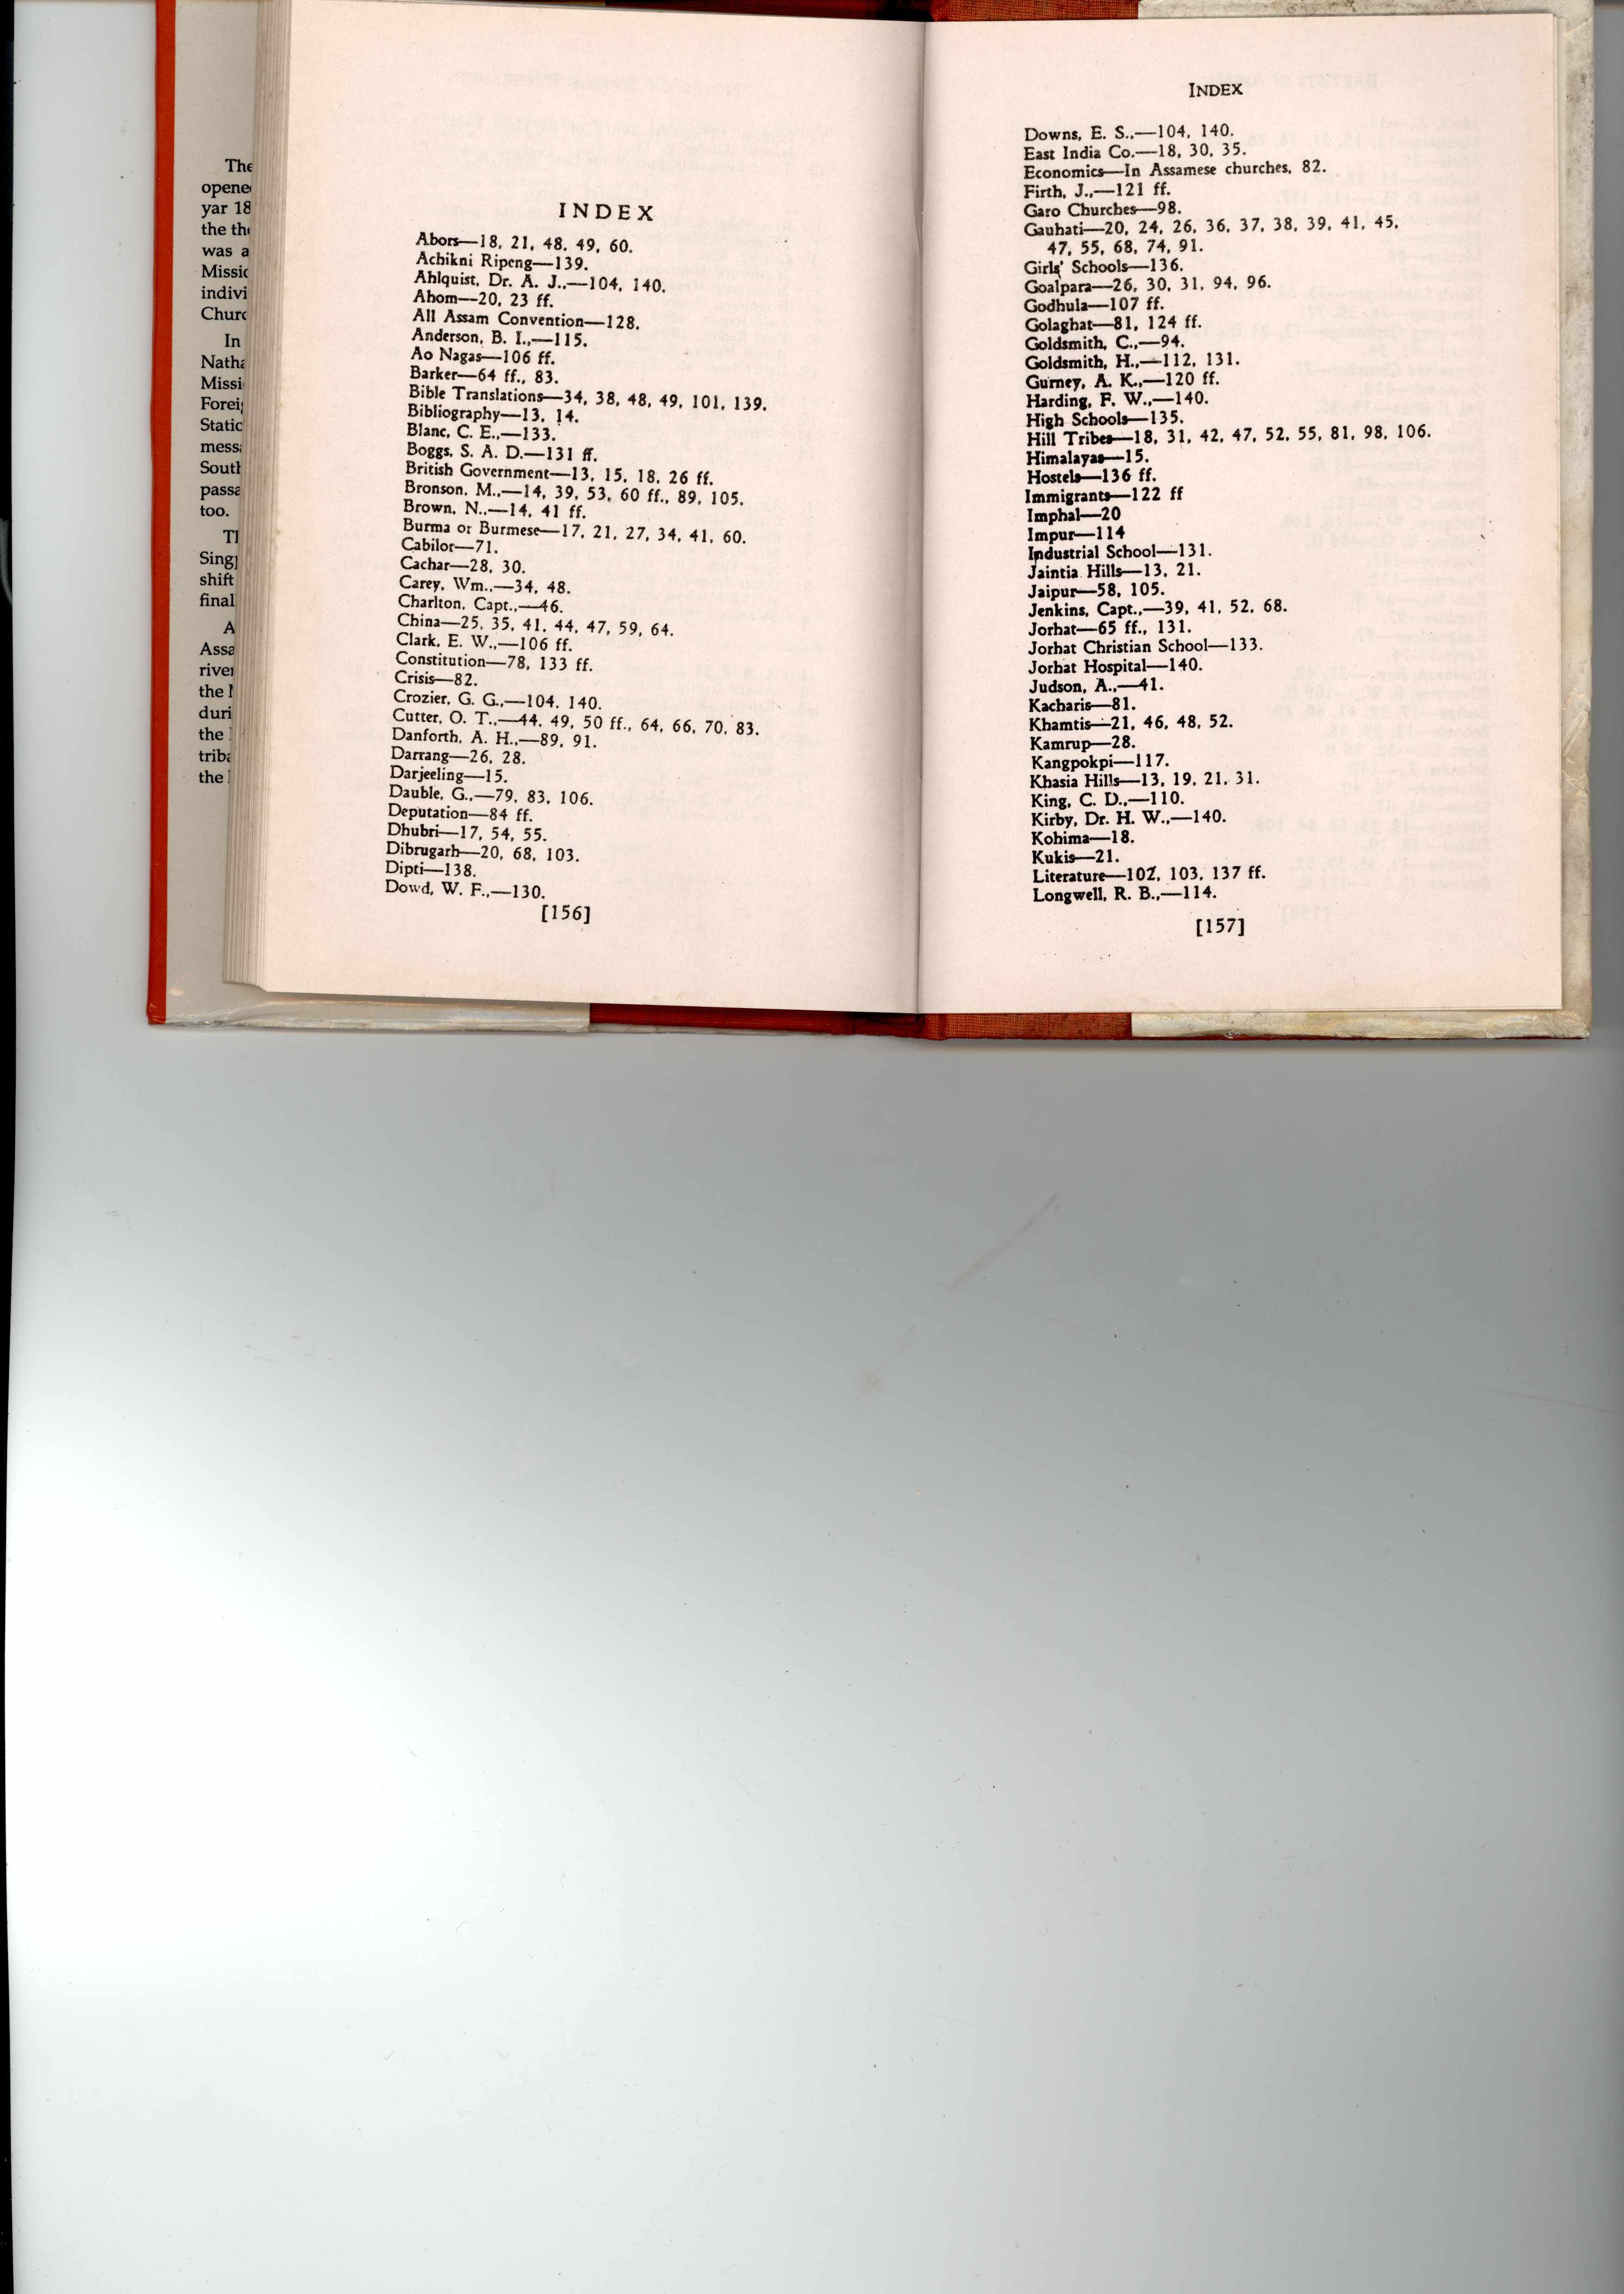 The
opene
yar 18
the th
was a
Missic
indivi
Churc
In
Natha
Missi
Forei
Static
mess
South
passa
too.
Tl
Sing
shift
final
A
Assa
river
the
duri
the
triba
the
INDEX
Abors—18, 21, 48, 49, 60.
Achikni Ripeng—139.
Ahlquist, Dr. A. J.,—104, 140.
Ahom—20, 23 ff.
All Assam Convention—128.
Anderson, B. I.,—115.
Ao Nagas—106 ff.
Barker—64 ff., 83.
Bible Translations—34, 38, 48, 49, 101, 139.
Bibliography—13, 14.
Blanc, C. E.,—133.
Boggs, S. A. D.—131 ff.
British Government—13, 15, 18, 26 ff.
Bronson, M.,—14, 39, 53, 60 ff., 89, 105.
Brown, N.,—14, 41 ff.
Burma or Burmese—17, 21, 27, 34, 41, 60.
Cabilor—71.
Cachar—28, 30.
Carey, Wm.,—34, 48.
Charlton, Capt.,—46.
China—25, 35, 41, 44, 47, 59, 64.
Clark, E. W.,—106 ff.
Constitution—78, 133 ff.
Crisis—82.
Crozier, G. G.,—104, 140.
Cutter, O. T.,—44, 49, 50 ff., 64, 66, 70, 83.
Danforth, A. H.,—89, 91.
Darrang—26, 28.
Darjeeling—15.
Dauble, G.,—79, 83, 106.
Deputation—84 ff.
Dhubri—17, 54, 55.
Dibrugarh—20, 68, 103.
Dipti—138.
Dowd, W. F.,—130.
[156]
INDEX
Downs, E. S.,—104, 140.
East India Co.—18, 30, 35.
Economics—In Assamese churches, 82.
Firth, J.,—121 ff.
Garo Churches—98.
Gauhati—20, 24, 26, 36, 37, 38, 39, 41, 45,
47, 55, 68, 74, 91.
Girls' Schools—136.
Goalpara—26, 30, 31, 94, 96.
Godhula—107 ff.
Golaghat—81, 124 ff.
Goldsmith, C.,—94.
Goldsmith, H.,—112, 131.
Gurney, A. K.,—120 ff.
Harding, F. W.,—140.
High Schools—135.
Hill Tribes—18, 31, 42, 47, 52, 55, 81, 98, 106.
Himalayas—15.
Hostels—136 ff.
Immigrants—122 ff
Imphal—20
Impur—114
Industrial School—131.
Jaintia Hills—13, 21.
Jaipur—58, 105.
Jenkins, Capt.,—39, 41, 52, 68.
Jorhat—65 ff., 131.
Jorhat Christian School—133.
Jorhat Hospital—140.
Judson, A.,—41.
Kacharis—81.
Khamtis—21, 46, 48, 52.
Kamrup—28.
Kangpokpi—117.
Khasia Hills—13, 19, 21, 31.
King, C. D.,—110.
Kirby, Dr. H. W.,—140.
Kohima—18.
Kukis—21.
Literature—102, 103, 137 ff.
Longwell, R. B.,—114.
[157]